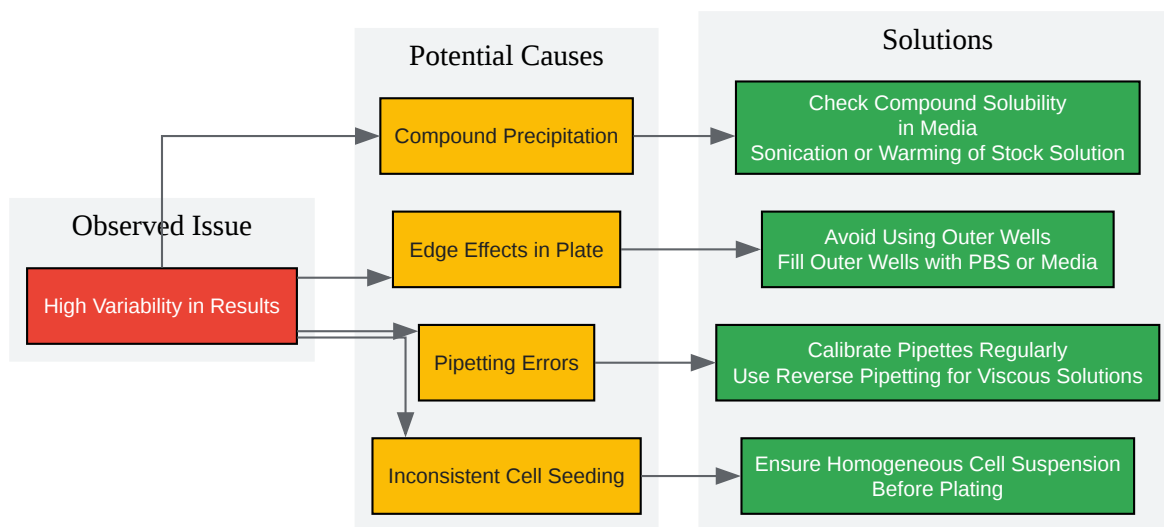 Observed Issue
High Variability in Results
Potential Causes
Compound Precipitation
Edge Effects in Plate
Pipetting Errors
Inconsistent Cell Seeding
Solutions
Check Compound Solubility
in Media
Sonication or Warming of Stock Solution
Avoid Using Outer Wells
Fill Outer Wells with PBS or Media
Calibrate Pipettes Regularly
Use Reverse Pipetting for Viscous Solutions
Ensure Homogeneous Cell Suspension
Before Plating